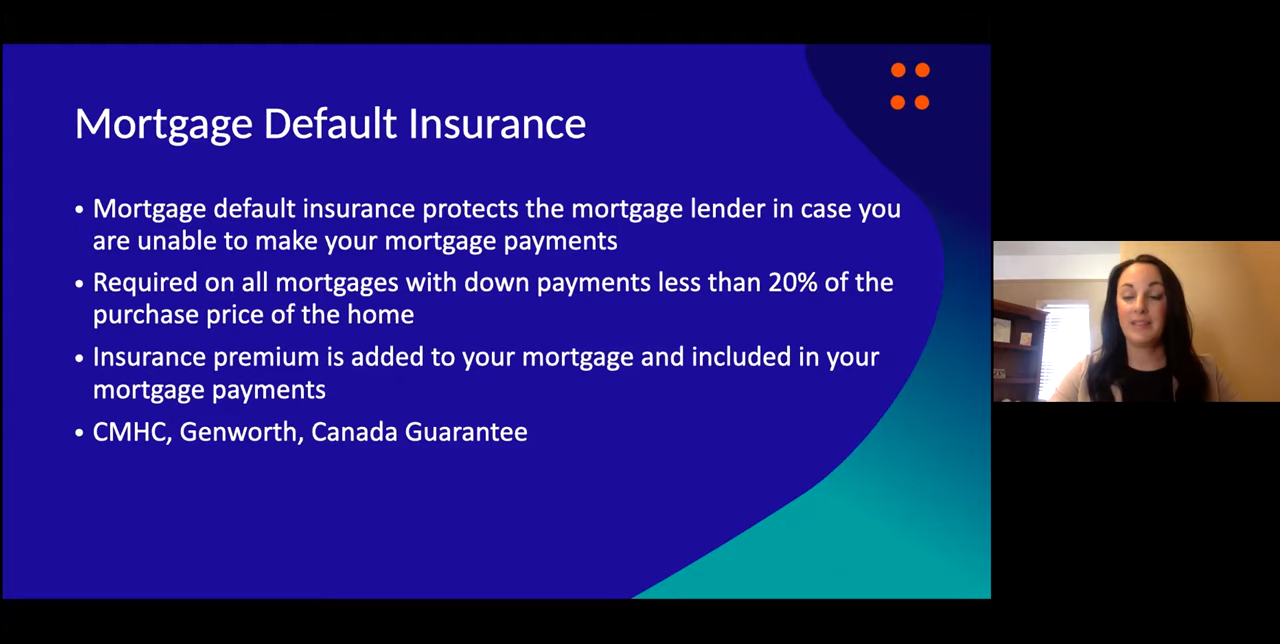 Mortgage Default Insurance
• Mortgage default insurance protects the mortgage lender in case you
are unable to make your mortgage payments
• Required on all mortgages with down payments less than 20% of the
purchase price of the home
• Insurance premium is added to your mortgage and included in your
mortgage payments
• CMHC, Genworth, Canada Guarantee